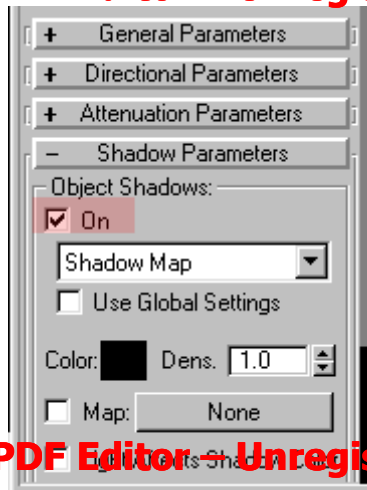 + General Parameters
+ Directional Parameters
+ Attenuation Parameters
- Shadow Parameters
Object Shadows:
On
Shadow Map
Use Global Settings
Color: Dens. 1.0
Map: None
PDF Editor — Unregis